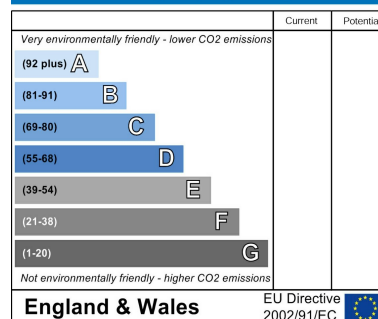 Current Potential
Very environmentally friendly - lower CO2 emissions
(92 plus) A
(81-91) B
(69-80) C
(55-68) D
(39-54) E
(21-38) F
(1-20) G
Not environmentally friendly - higher CO2 emissions
England & Wales
EU Directive
2002/91/EC